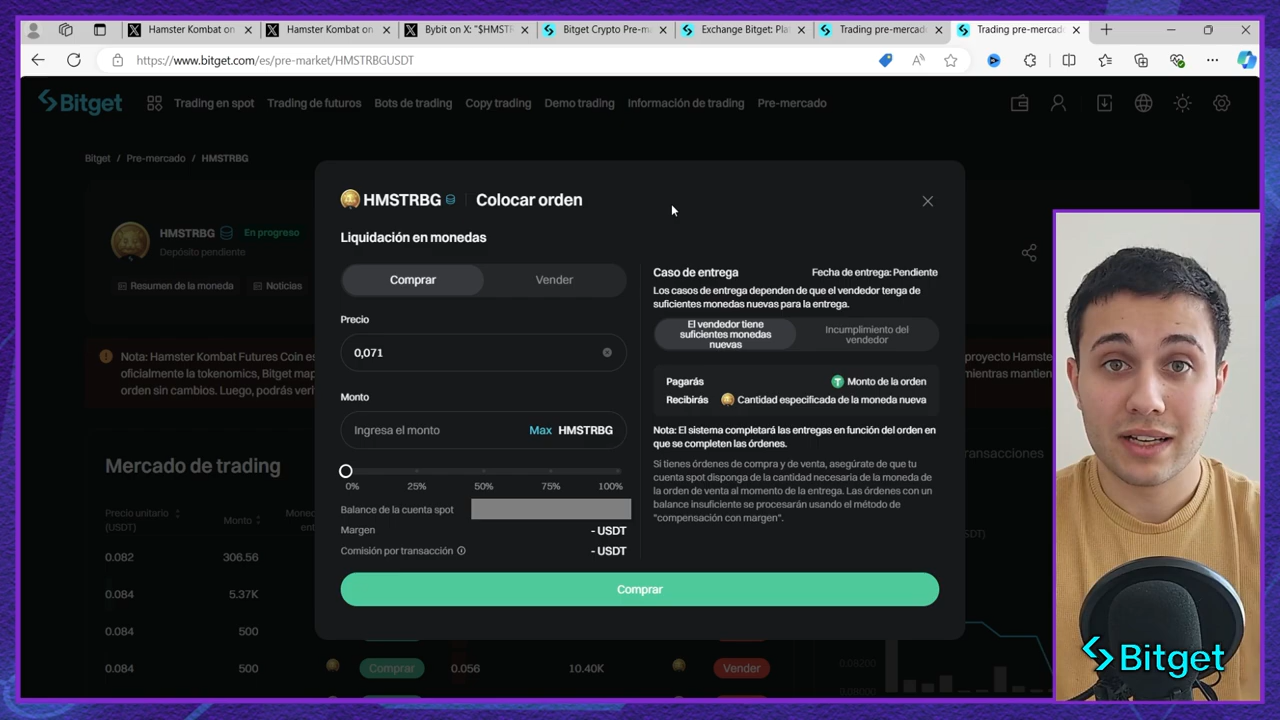 Hamster Kombat on
Hamster Kombat on
Bybit on X: "$HMSTR
Bitget Crypto Pre-m
Exchange Bitget: Pla
Trading pre-mercado
Trading pre-mercado
https://www.bitget.com/es/pre-market/HMSTRBGUSDT
Bitget
Trading en spot
Trading de futuros
Bots de trading
Copy trading
Demo trading
Información de trading
Pre-mercado
Bitget / Pre-mercado / HMSTRBG
HMSTRBG
En progreso
Depósito pendiente
Resumen de la moneda
Noticias
Nota: Hamster Kombat Futures Coin es
oficialmente la tokenomics, Bitget map
orden sin cambios. Luego, podrás veri
proyecto Hamste
mientras mantien
HMSTRBG
Colocar orden
Liquidación en monedas
Comprar
Vender
Precio
0,071
Monto
Ingresa el monto
Max HMSTRBG
0%
25%
50%
75%
100%
Balance de la cuenta spot
Margen
- USDT
Comisión por transacción
- USDT
Caso de entrega
Fecha de entrega: Pendiente
Los casos de entrega dependen de que el vendedor tenga de
suficientes monedas nuevas para la entrega.
El vendedor tiene
suficientes monedas
nuevas
Incumplimiento del
vendedor
Pagarás
Monto de la orden
Recibirás
Cantidad especificada de la moneda nueva
Nota: El sistema completará las entregas en función del orden en
que se completen las órdenes.
Si tienes órdenes de compra y de venta, asegúrate de que tu
cuenta spot disponga de la cantidad necesaria de la moneda de
la orden de venta al momento de la entrega. Las órdenes con un
balance insuficiente se procesarán usando el método de
"compensación con margen".
Comprar
Mercado de trading
Precio unitario
(USDT)
Monto
0.082
306.56
0.084
5.37K
0.084
500
0.084
500
Comprar
0.056
10.40K
Vender
Bitget